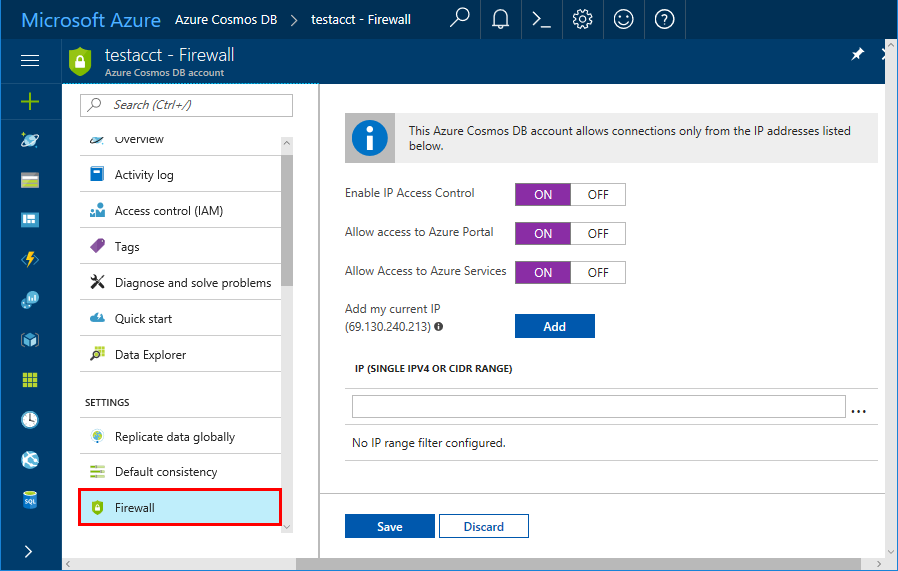 Microsoft Azure Azure Cosmos DB > testacct - Firewall
testacct - Firewall
Azure Cosmos DB account
Search (Ctrl+/)
Overview
Activity log
Access control (IAM)
Tags
Diagnose and solve problems
Quick start
Data Explorer
SETTINGS
Replicate data globally
Default consistency
Firewall
SQL
This Azure Cosmos DB account allows connections only from the IP addresses listed
below.
Enable IP Access Control ON OFF
Allow access to Azure Portal ON OFF
Allow Access to Azure Services ON OFF
Add my current IP
(69.130.240.213) Add
IP (SINGLE IPV4 OR CIDR RANGE)
...
No IP range filter configured.
Save Discard